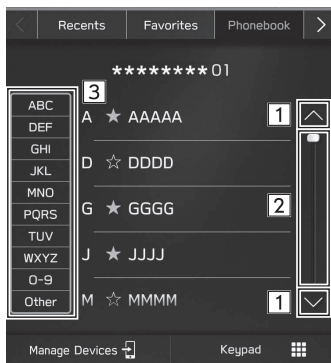 Recents Favorites Phonebook
********01
3
ABC
DEF
GHI
JKL
MNO
PQRS
TUV
WXYZ
0-9
Other
A ★ AAAAA
D ☆ DDDD
G ★ GGGG
J ★ JJJJ
M ☆ MMMM
1
2
1
Manage Devices
Keypad